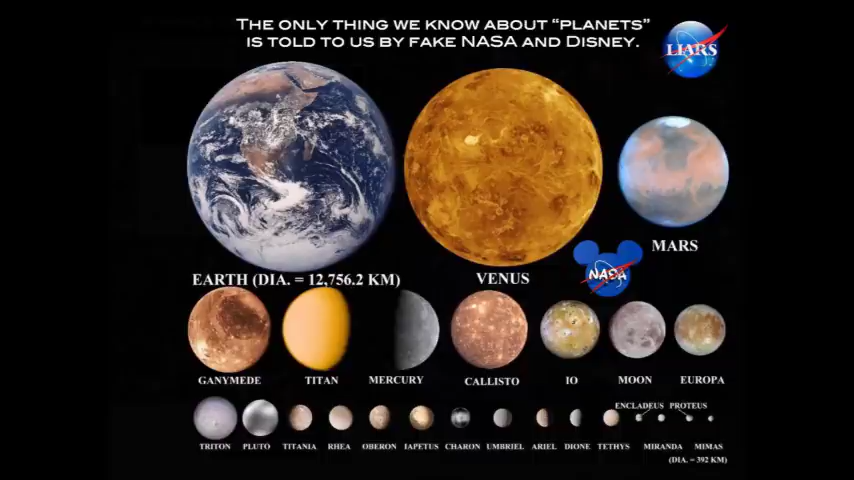 THE ONLY THING WE KNOW ABOUT “PLANETS”
IS TOLD TO US BY FAKE NASA AND DISNEY.
LIARS
MARS
EARTH (DIA. = 12,756.2 KM)
VENUS
NASA
GANYMEDE TITAN MERCURY CALLISTO IO MOON EUROPA
ENCLADEUS PROTEUS
TRITON PLUTO TITANIA RHEA OBERON IAPETUS CHARON UMBRIEL ARIEL DIONE TETHYS MIRANDA MIMAS
(DIA. = 392 KM)